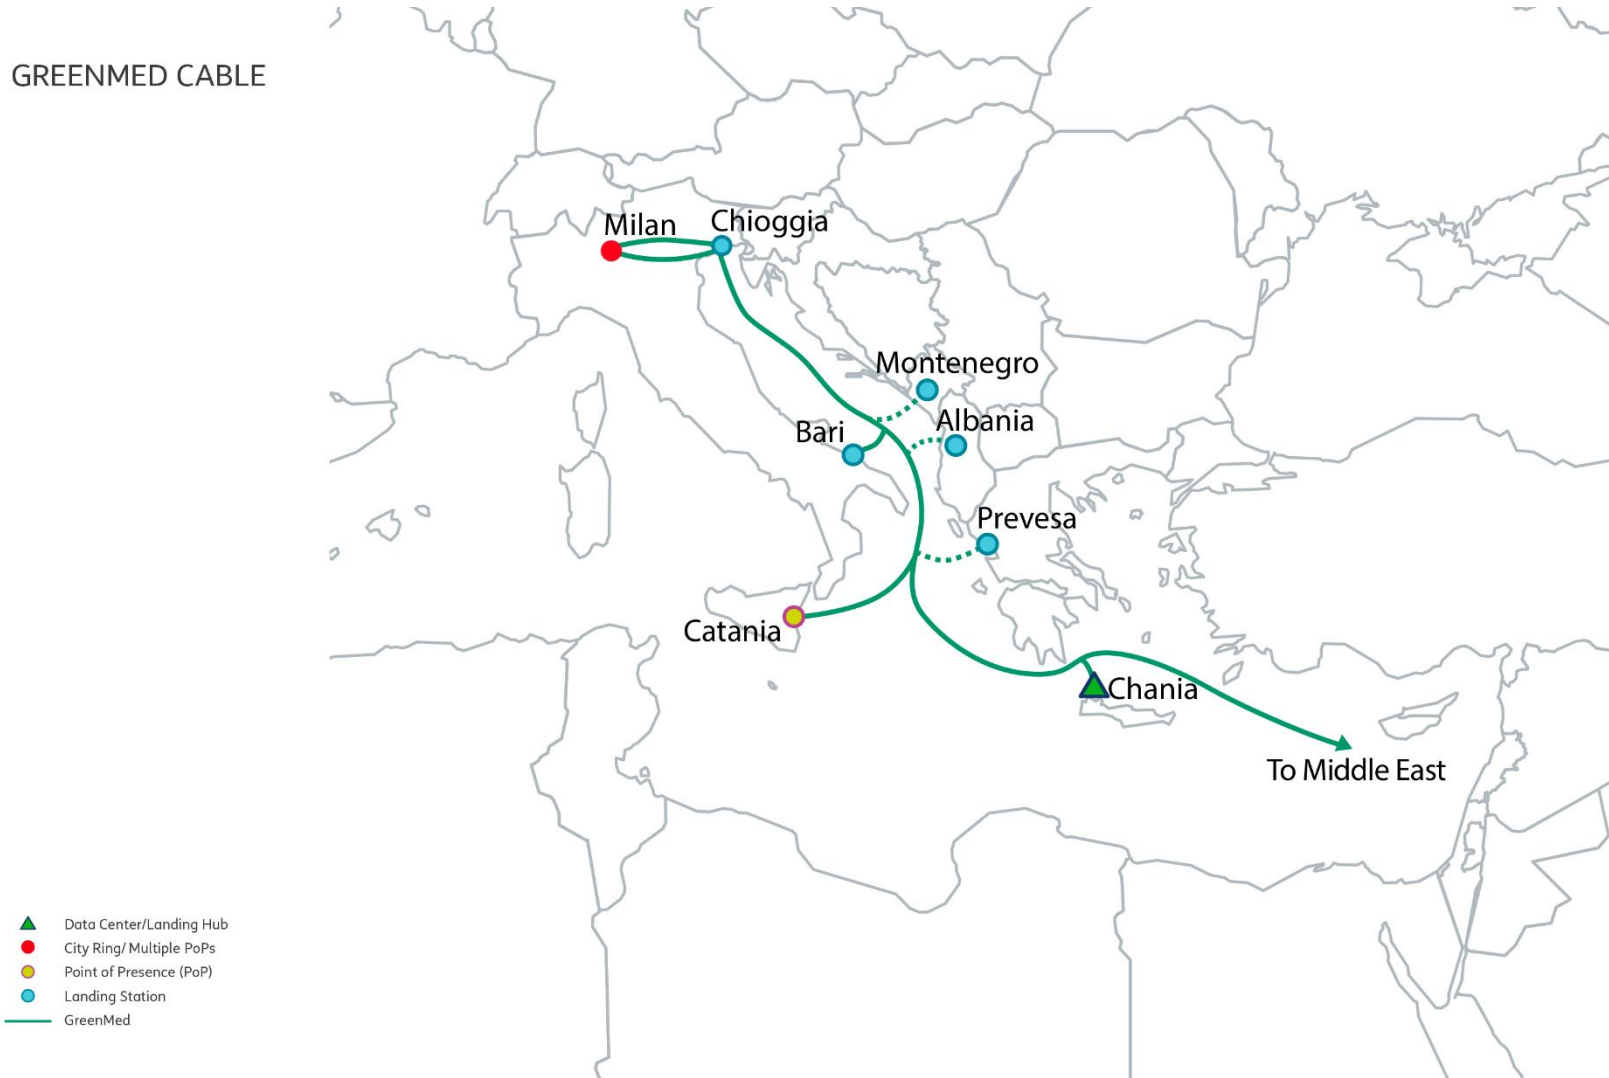 GREENMED CABLE
Milan
Chioggia
Montenegro
Albania
Bari
Prevesa
Catania
Chania
To Middle East
Data Center/Landing Hub
City Ring/ Multiple PoPs
Point of Presence (PoP)
Landing Station
GreenMed